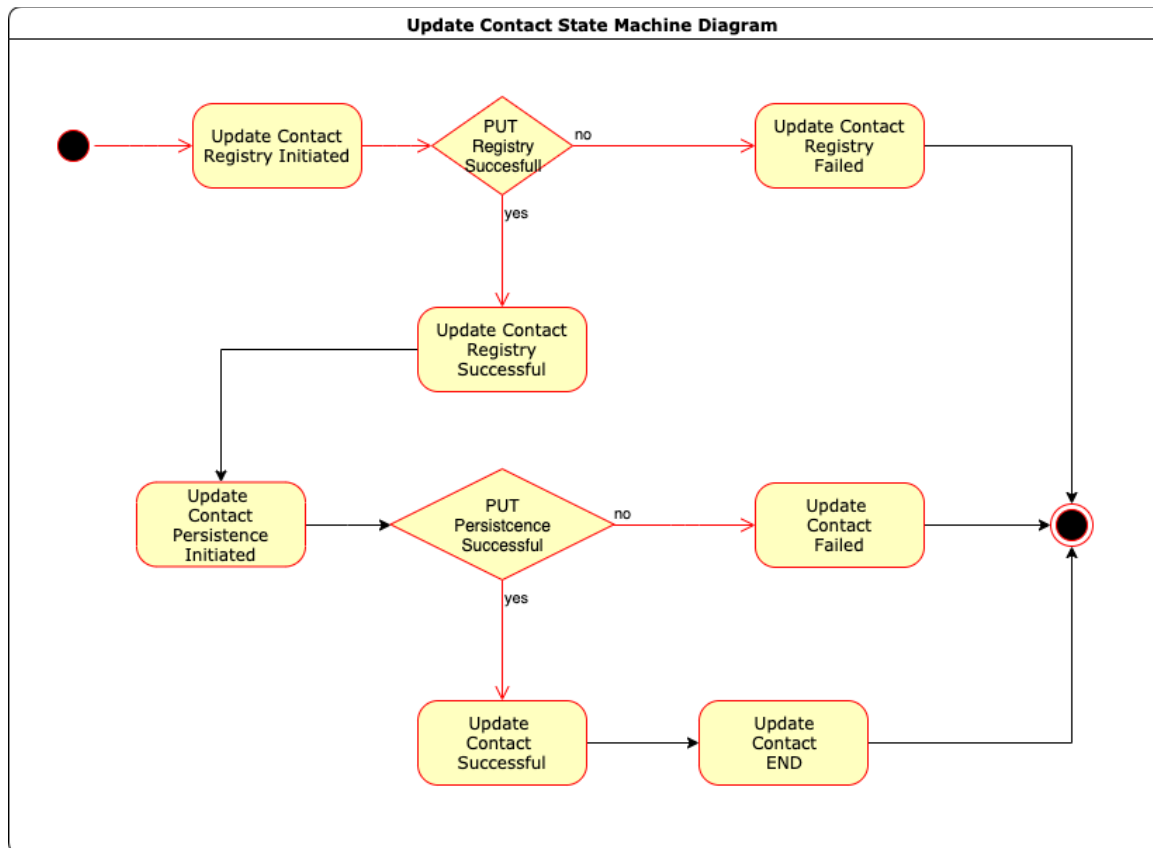 Update Contact State Machine Diagram
Update Contact
Registry Initiated
PUT
Registry
Succesfull
no
Update Contact
Registry
Failed
yes
Update Contact
Registry
Successful
Update
Contact
Persistence
Initiated
PUT
Persistcence
Successful
no
Update
Contact
Failed
yes
Update
Contact
Successful
Update
Contact
END